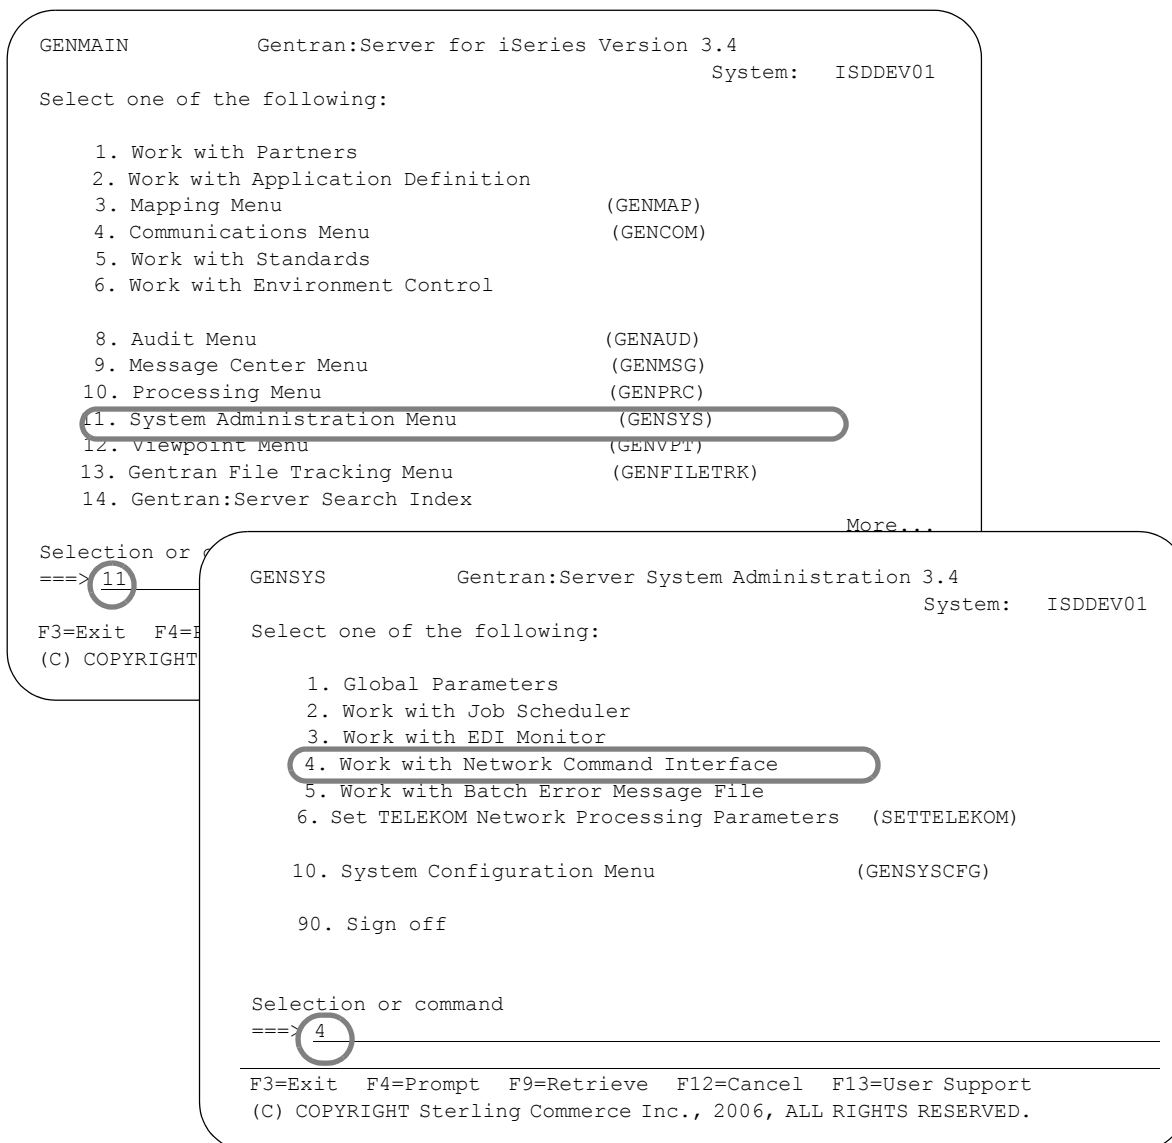 GENMAIN Gentran:Server for iSeries Version 3.4
System: ISDDEV01
Select one of the following:
1. Work with Partners
2. Work with Application Definition
3. Mapping Menu (GENMAP)
4. Communications Menu (GENCOM)
5. Work with Standards
6. Work with Environment Control
8. Audit Menu (GENAUD)
9. Message Center Menu (GENMSG)
10. Processing Menu (GENPRC)
11. System Administration Menu (GENSYS)
12. Viewpoint Menu (GENVPT)
13. Gentran File Tracking Menu (GENFILETRK)
14. Gentran:Server Search Index
More...
Selection or
===> 11
F3=Exit
(C) COPYRIGHT
GENSYS Gentran:Server System Administration 3.4
System: ISDDEV01
Select one of the following:
1. Global Parameters
2. Work with Job Scheduler
3. Work with EDI Monitor
4. Work with Network Command Interface
5. Work with Batch Error Message File
6. Set TELEKOM Network Processing Parameters (SETTELEKOM)
10. System Configuration Menu (GENSYSCFG)
90. Sign off
Selection or command
===> 4
F3=Exit F4=Prompt F9=Retrieve F12=Cancel F13=User Support
(C) COPYRIGHT Sterling Commerce Inc., 2006, ALL RIGHTS RESERVED.